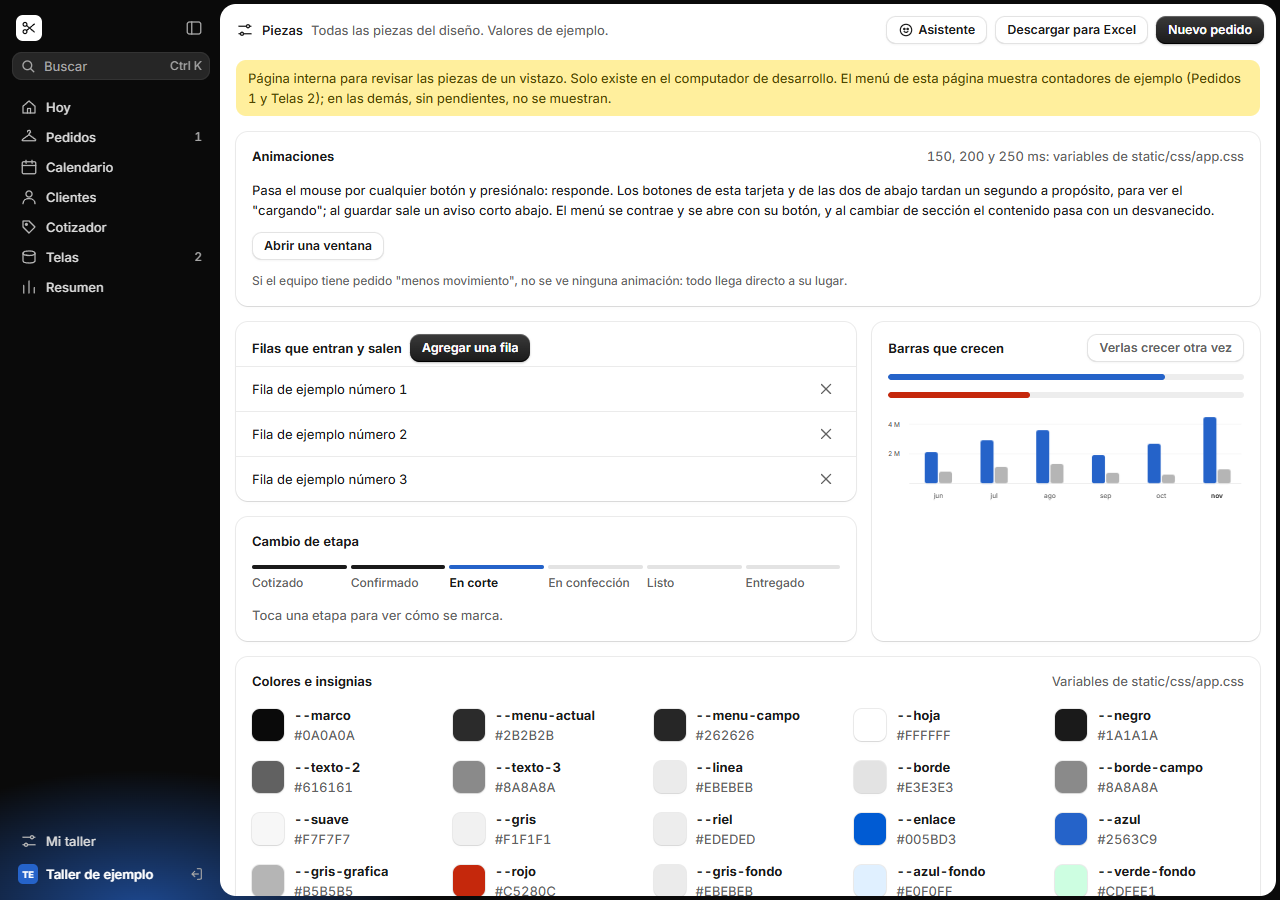 Buscar
Ctrl K
Hoy
Pedidos
1
Calendario
Clientes
Cotizador
Telas
2
Resumen
Mi taller
TE
Taller de ejemplo
Piezas
Todas las piezas del diseño. Valores de ejemplo.
Asistente
Descargar para Excel
Nuevo pedido
Página interna para revisar las piezas de un vistazo. Solo existe en el computador de desarrollo. El menú de esta página muestra contadores de ejemplo (Pedidos
1 y Telas 2); en las demás, sin pendientes, no se muestran.
Animaciones
150, 200 y 250 ms: variables de static/css/app.css
Pasa el mouse por cualquier botón y presiónalo: responde. Los botones de esta tarjeta y de las dos de abajo tardan un segundo a propósito, para ver el
"cargando"; al guardar sale un aviso corto abajo. El menú se contrae y se abre con su botón, y al cambiar de sección el contenido pasa con un desvanecido.
Abrir una ventana
Si el equipo tiene pedido "menos movimiento", no se ve ninguna animación: todo llega directo a su lugar.
Filas que entran y salen
Agregar una fila
Fila de ejemplo número 1
Fila de ejemplo número 2
Fila de ejemplo número 3
Barras que crecen
Verlas crecer otra vez
4 M
2 M
jun
jul
ago
sep
oct
nov
Cambio de etapa
Cotizado
Confirmado
En corte
En confección
Listo
Entregado
Toca una etapa para ver cómo se marca.
Colores e insignias
Variables de static/css/app.css
--marco
#0A0A0A
--menu-actual
#2B2B2B
--menu-campo
#262626
--hoja
#FFFFFF
--negro
#1A1A1A
--texto-2
#616161
--texto-3
#8A8A8A
--linea
#EBEBEB
--borde
#E3E3E3
--borde-campo
#8A8A8A
--suave
#F7F7F7
--gris
#F1F1F1
--riel
#EDEDED
--enlace
#005BD3
--azul
#2563C9
--gris-grafica
#B5B5B5
--rojo
#C5280C
--gris-fondo
#EBEBEB
--azul-fondo
#E0F0FF
--verde-fondo
#CDFEE1